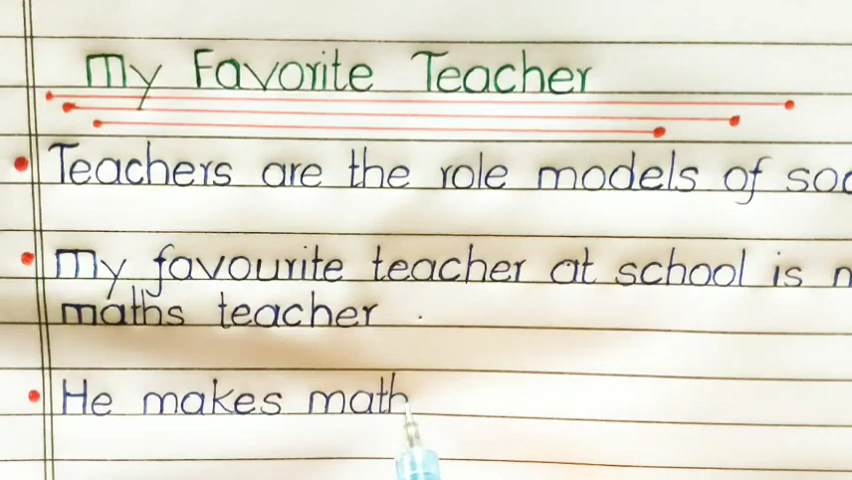 My Favorite Teacher
Teachers are the role models of soc
My favourite teacher at school is
maths teacher .
He makes math